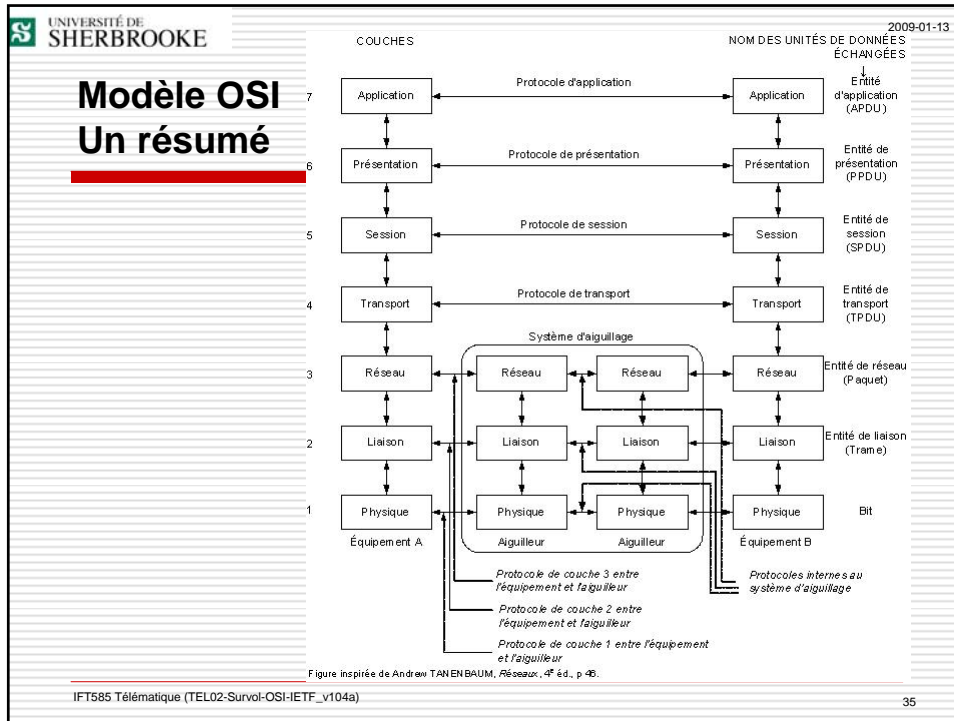 UNIVERSITÉ DE
SHERBROOKE
2009-01-13
Modèle OSI
Un résumé
COUCHES
NOM DES UNITÉS DE DONNÉES
ÉCHANGÉES
7
Application
Protocole d'application
Application
Entité
d'application
(APDU)
6
Présentation
Protocole de présentation
Présentation
Entité de
présentation
(PPDU)
5
Session
Protocole de session
Session
Entité de
session
(SPDU)
4
Transport
Protocole de transport
Transport
Entité de
transport
(TPDU)
Système d'aiguillage
3
Réseau
Réseau
Réseau
Réseau
Entité de réseau
(Paquet)
2
Liaison
Liaison
Liaison
Liaison
Entité de liaison
(Trame)
1
Physique
Physique
Physique
Physique
Bit
Équipement A
Aiguilleur
Aiguilleur
Équipement B
Protocole de couche 3 entre
l'équipement et l'aiguilleur
Protocoles internes au
système d'aiguillage
Protocole de couche 2 entre
l'équipement et l'aiguilleur
Protocole de couche 1 entre l'équipement
et l'aiguilleur
Figure inspirée de Andrew TANENBAUM, Réseaux, 4e éd., p 46.
IFT585 Télématique (TEL02-Survol-OSI-IETF_v104a)
35